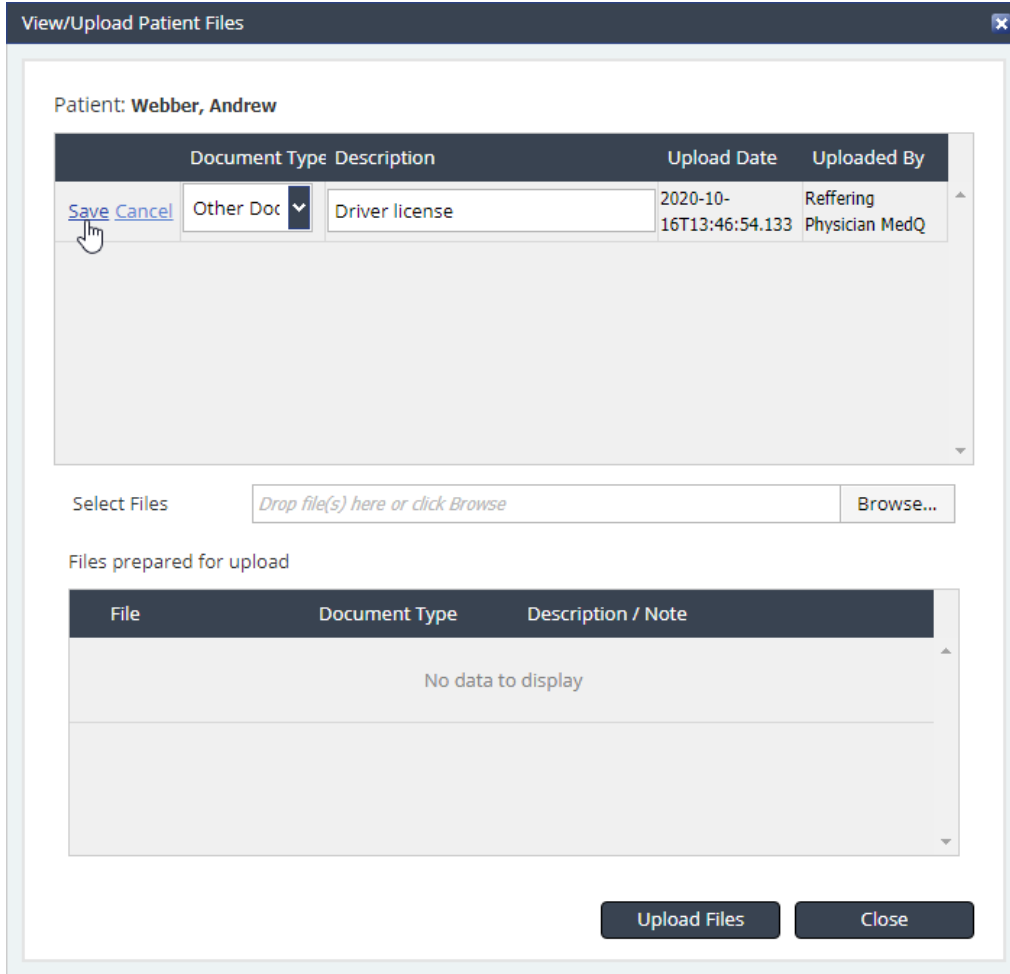 View/Upload Patient Files
Patient: Webber, Andrew
Document Type Description Upload Date Uploaded By
Save Cancel Other Doc Driver license 2020-10- Reffering
16T13:46:54.133 Physician MedQ
Select Files Drop file(s) here or click Browse Browse...
Files prepared for upload
File Document Type Description / Note
No data to display
Upload Files Close